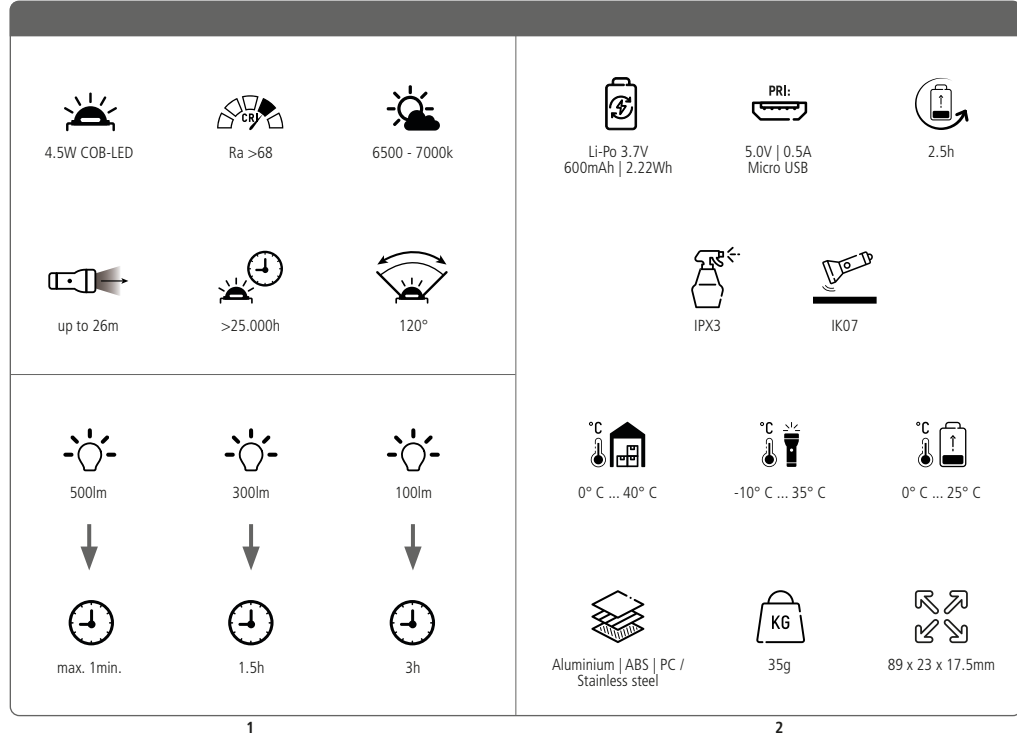 CRI
4.5W COB-LED
Ra >68
6500 - 7000k
up to 26m
>25.000h
120°
500lm
300lm
100lm
max. 1min.
1.5h
3h
1
PRI:
Li-Po 3.7V
600mAh | 2.22Wh
5.0V | 0.5A
Micro USB
2.5h
IPX3
IK07
°C
°C
°C
0° C ... 40° C
-10° C ... 35° C
0° C ... 25° C
KG
Aluminium | ABS | PC /
Stainless steel
35g
89 x 23 x 17.5mm
2